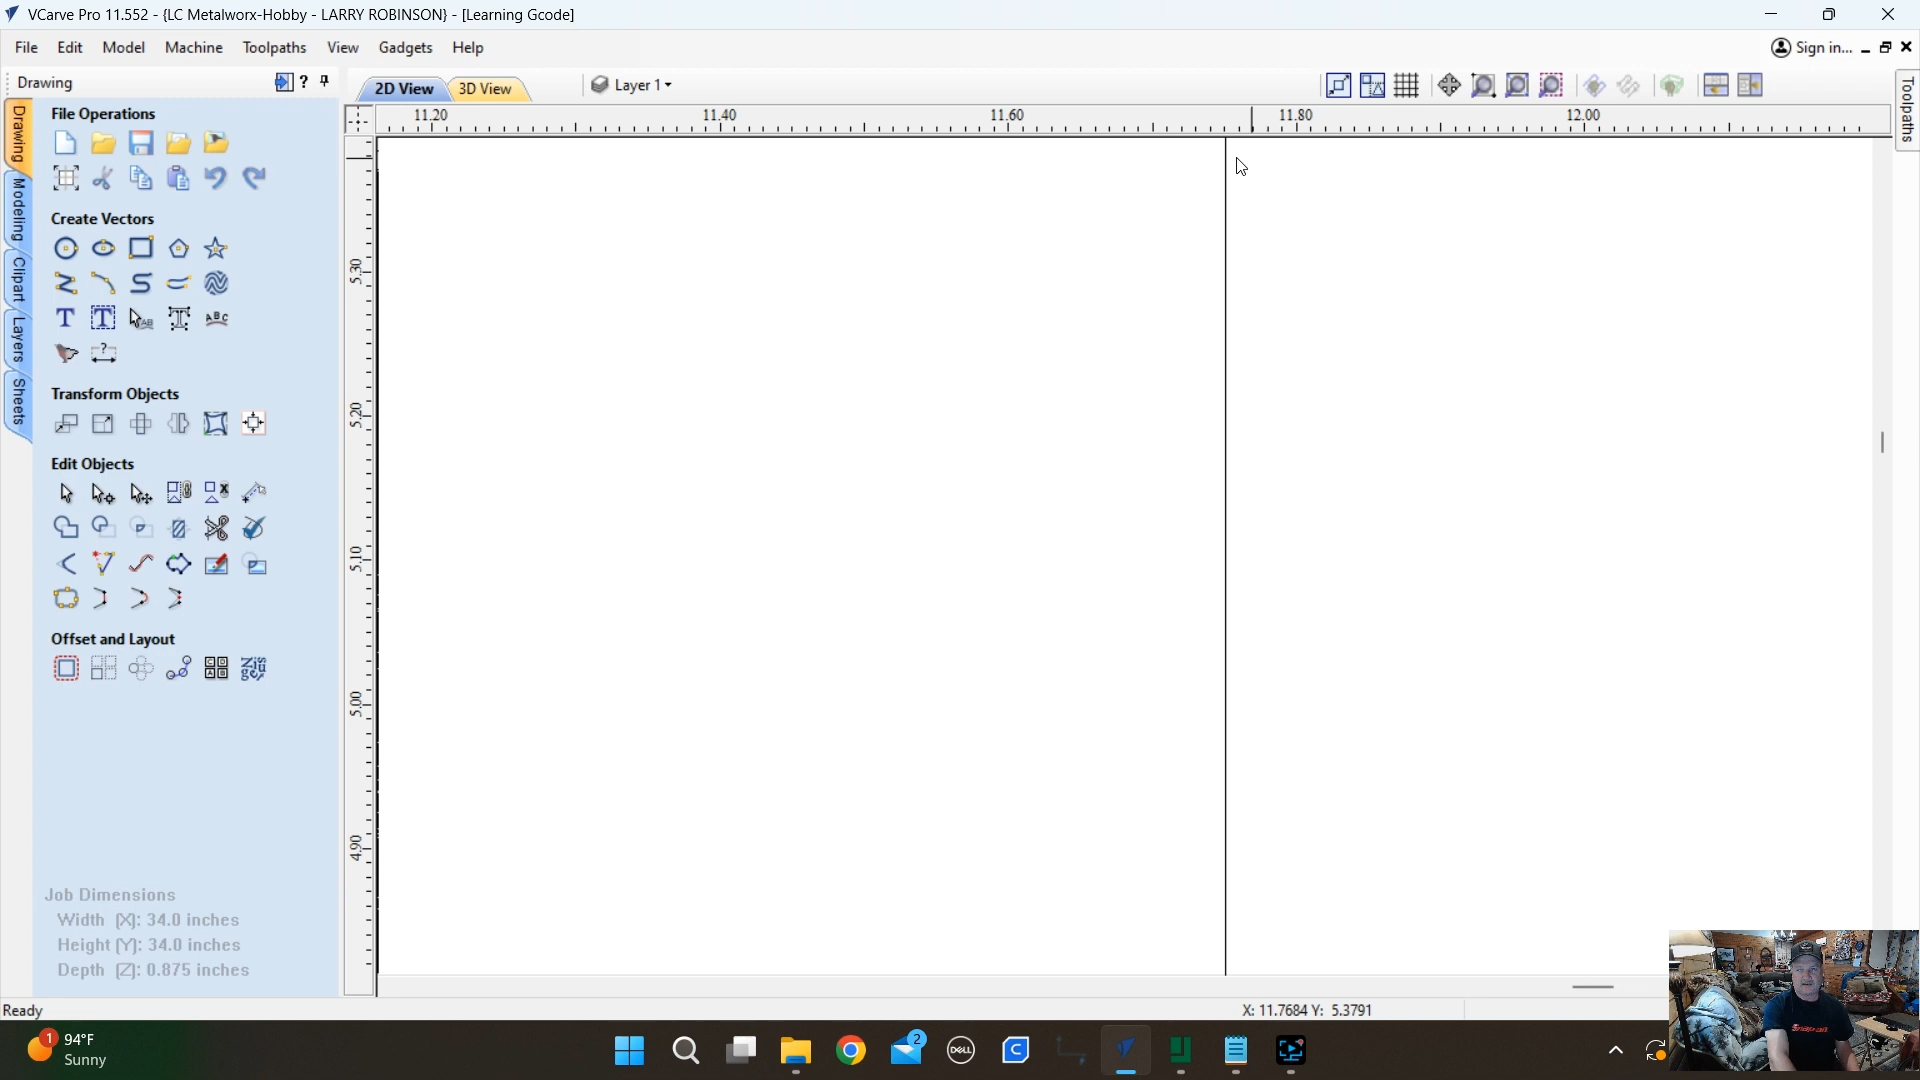 VCarve Pro 11.552 - {LC Metalworx-Hobby - LARRY ROBINSON} - [Learning Gcode]
File Edit Model Machine Toolpaths View Gadgets Help
Sign in...
Drawing
?
2D View
3D View
Layer 1
Toolpaths
Drawing
Modeling
Clipart
Layers
Sheets
File Operations
Create Vectors
Transform Objects
Edit Objects
Offset and Layout
11.20 11.40 11.60 11.80 12.00
5.30
5.20
5.10
5.00
4.90
Job Dimensions
Width (X): 34.0 inches
Height (Y): 34.0 inches
Depth (Z): 0.875 inches
Ready
X: 11.7684 Y: 5.3791
1
94°F
Sunny
2
DELL